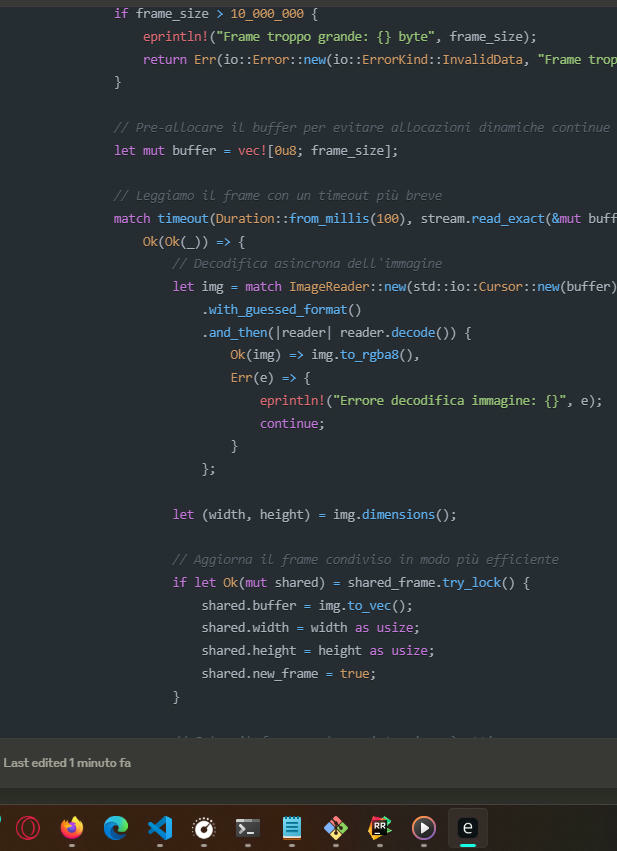 if frame_size > 10_000_000 {
eprintln!("Frame troppo grande: {} byte", frame_size);
return Err(io::Error::new(io::ErrorKind::InvalidData, "Frame trop
}
// Pre-allocare il buffer per evitare allocazioni dinamiche continue
let mut buffer = vec![0u8; frame_size];
// Leggiamo il frame con un timeout più breve
match timeout(Duration::from_millis(100), stream.read_exact(&mut buff
Ok(Ok(_)) => {
// Decodifica asincrona dell'immagine
let img = match ImageReader::new(std::io::Cursor::new(buffer)
.with_guessed_format()
.and_then(|reader| reader.decode()) {
Ok(img) => img.to_rgba8(),
Err(e) => {
eprintln!("Errore decodifica immagine: {}", e);
continue;
}
};
let (width, height) = img.dimensions();
// Aggiorna il frame condiviso in modo più efficiente
if let Ok(mut shared) = shared_frame.try_lock() {
shared.buffer = img.to_vec();
shared.width = width as usize;
shared.height = height as usize;
shared.new_frame = true;
}
Last edited 1 minuto fa
RR
e